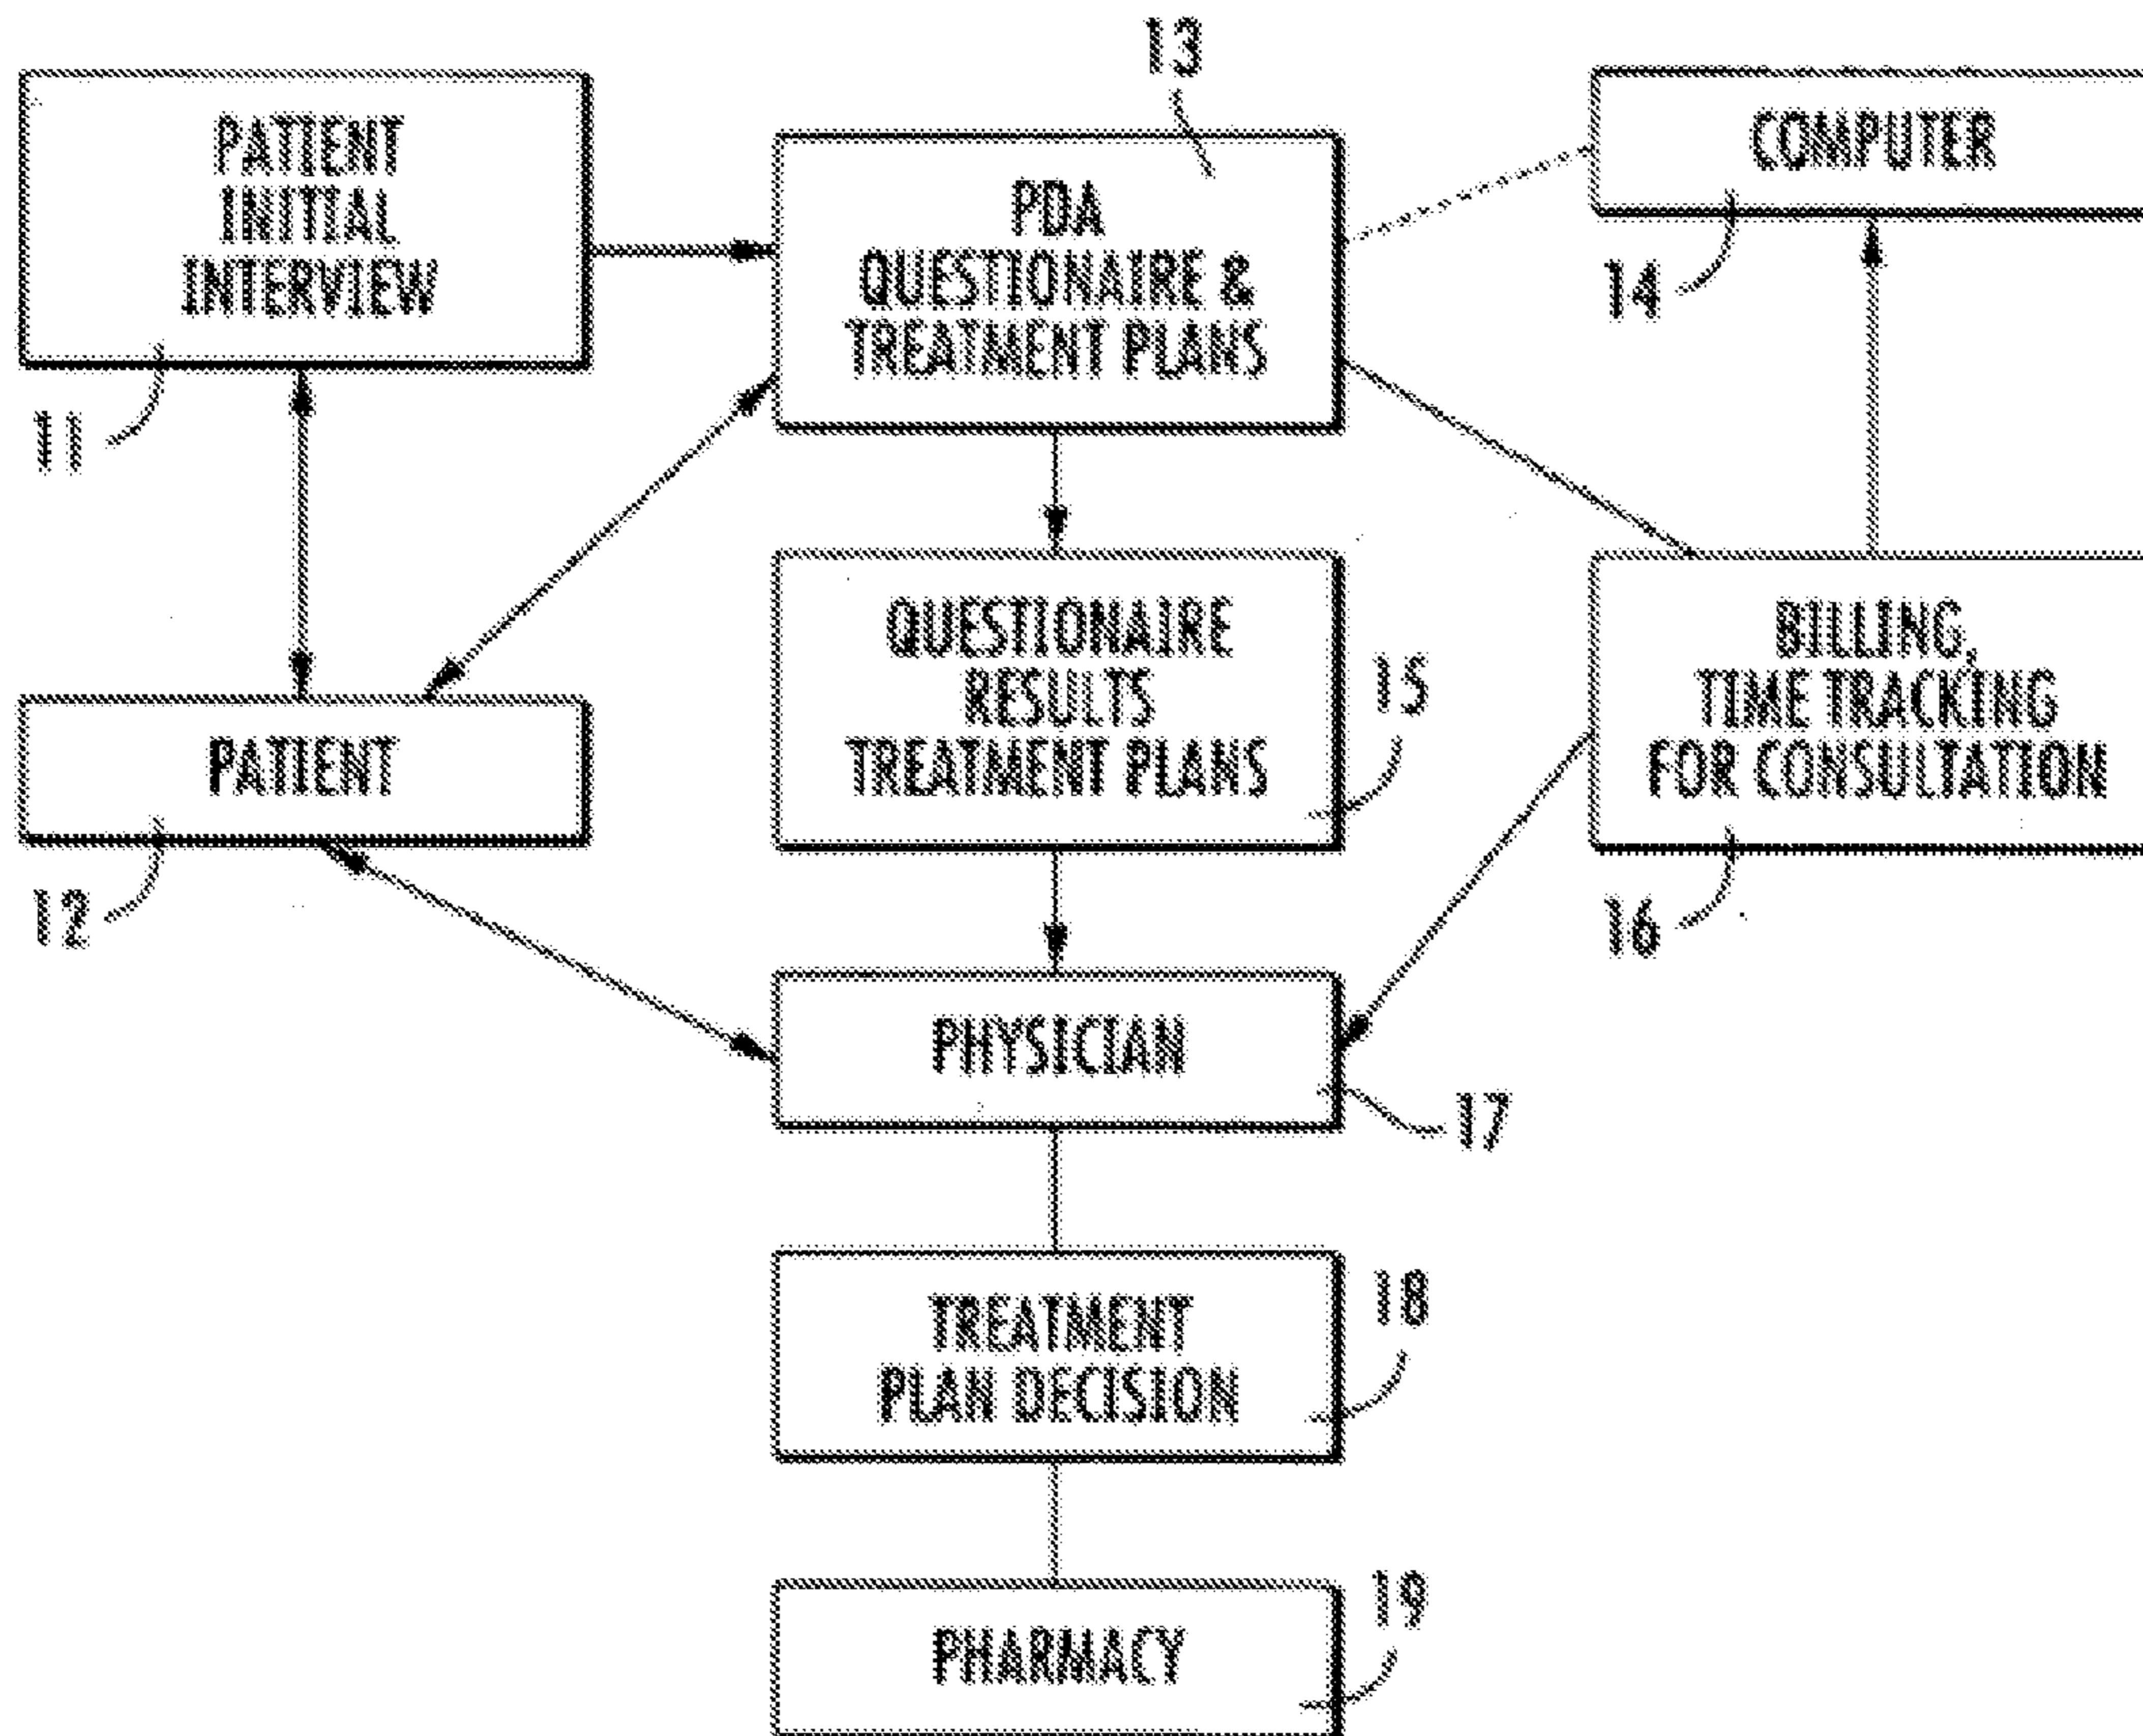 13
PATIENT
INITIAL
INTERVIEW
11
PDA
QUESTIONAIRE &
TREATMENT PLANS
COMPUTER
14
PATIENT
12
QUESTIONAIRE
RESULTS
TREATMENT PLANS
15
BILLING,
TIME TRACKING
FOR CONSULTATION
16
PHYSICIAN
17
TREATMENT
PLAN DECISION
18
PHARMACY
19